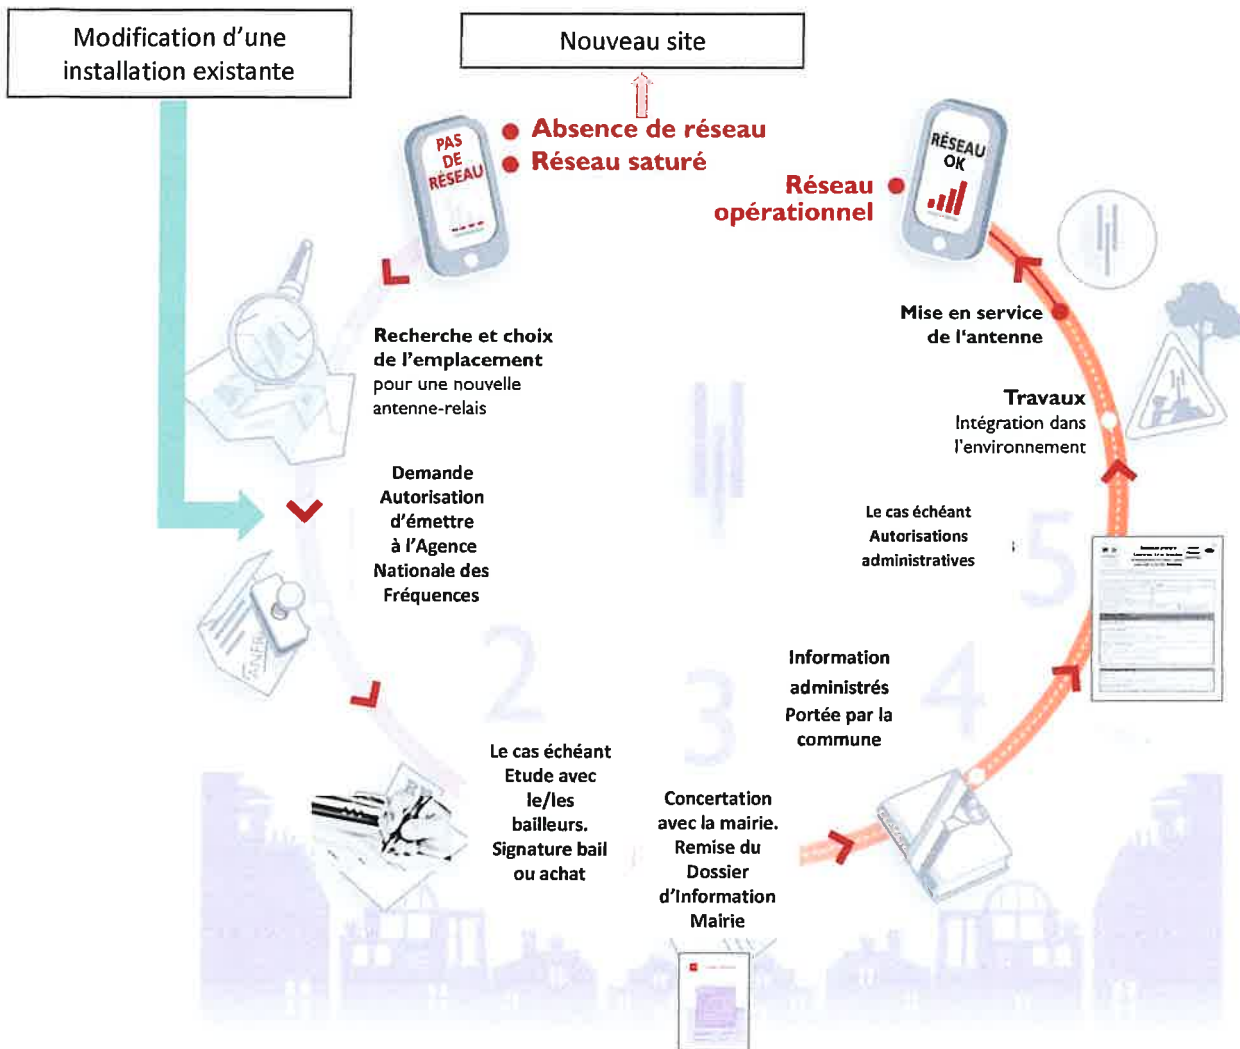 Modification d'une
installation existante
Nouveau site
PAS
DE
RÉSEAU
Absence de réseau
Réseau saturé
RÉSEAU
OK
Réseau
opérationnel
Recherche et choix
de l'emplacement
pour une nouvelle
antenne-relais
Demande
Autorisation
d'émettre
à l'Agence
Nationale des
Fréquences
ANFR
2
Le cas échéant
Etude avec
le/les
bailleurs.
Signature bail
ou achat
3
Concertation
avec la mairie.
Remise du
Dossier
d'Information
Mairie
4
Information
administrés
Portée par la
commune
5
Le cas échéant
Autorisations
administratives
Travaux
Intégration dans
l'environnement
Mise en service
de l'antenne